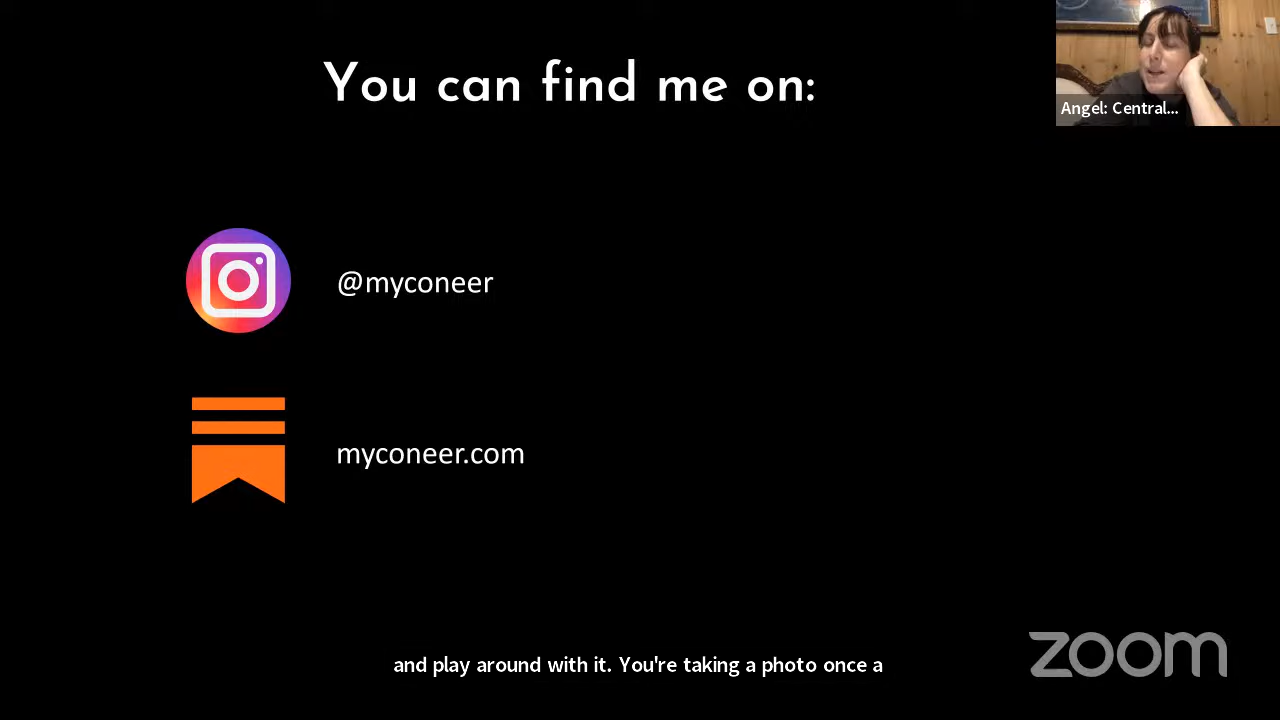 You can find me on:
Angel: Central...
@myconeer
myconeer.com
and play around with it. You're taking a photo once a
zoom